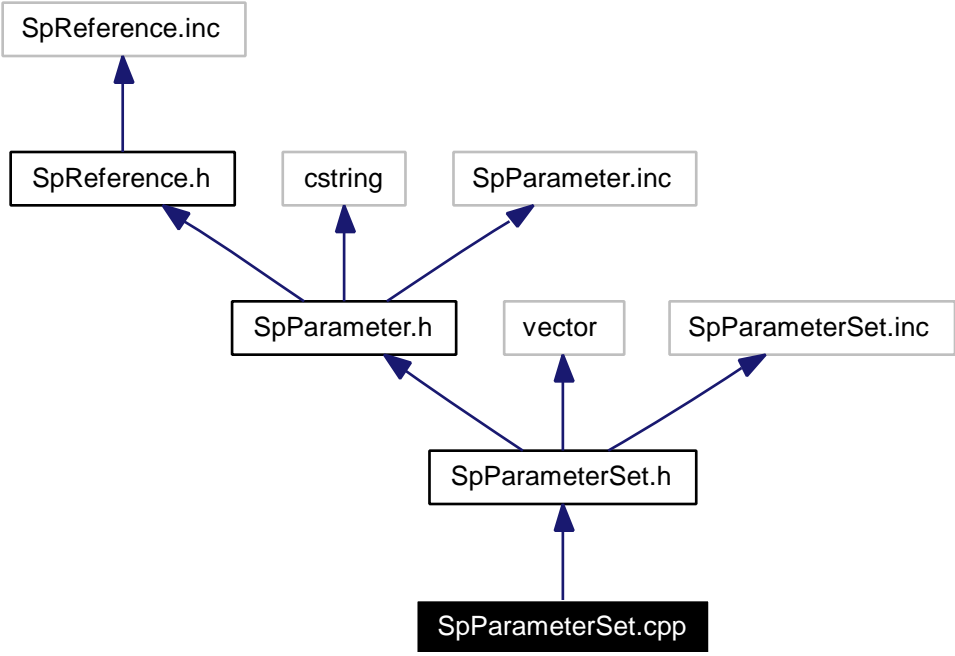 SpReference.inc
SpReference.h
cstring
SpParameter.inc
SpParameter.h
vector
SpParameterSet.inc
SpParameterSet.h
SpParameterSet.cpp